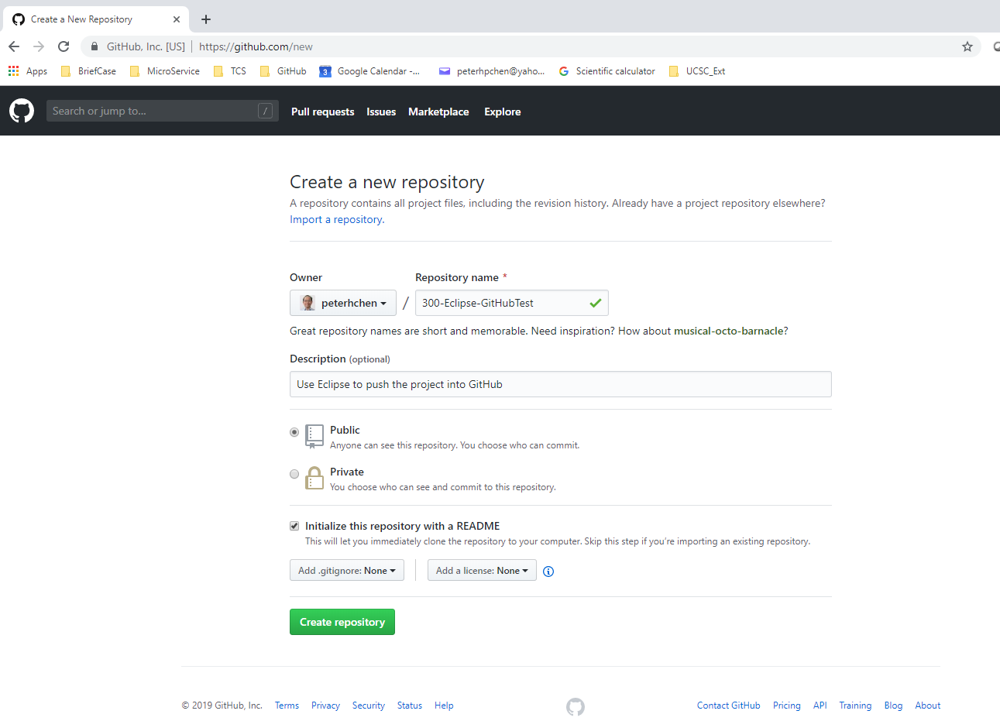 Create a New Repository
GitHub, Inc. [US] https://github.com/new
Apps BriefCase MicroService TCS GitHub 3 Google Calendar -... peterhpchen@yaho... G Scientific calculator UCSC_Ext
Search or jump to... / Pull requests Issues Marketplace Explore
Create a new repository
A repository contains all project files, including the revision history. Already have a project repository elsewhere?
Import a repository.
Owner Repository name *
peterhchen / 300-Eclipse-GitHubTest
Great repository names are short and memorable. Need inspiration? How about musical-octo-barnacle?
Description (optional)
Use Eclipse to push the project into GitHub
Public
Anyone can see this repository. You choose who can commit.
Private
You choose who can see and commit to this repository.
Initialize this repository with a README
This will let you immediately clone the repository to your computer. Skip this step if you’re importing an existing repository.
Add .gitignore: None Add a license: None
Create repository
© 2019 GitHub, Inc. Terms Privacy Security Status Help Contact GitHub Pricing API Training Blog About